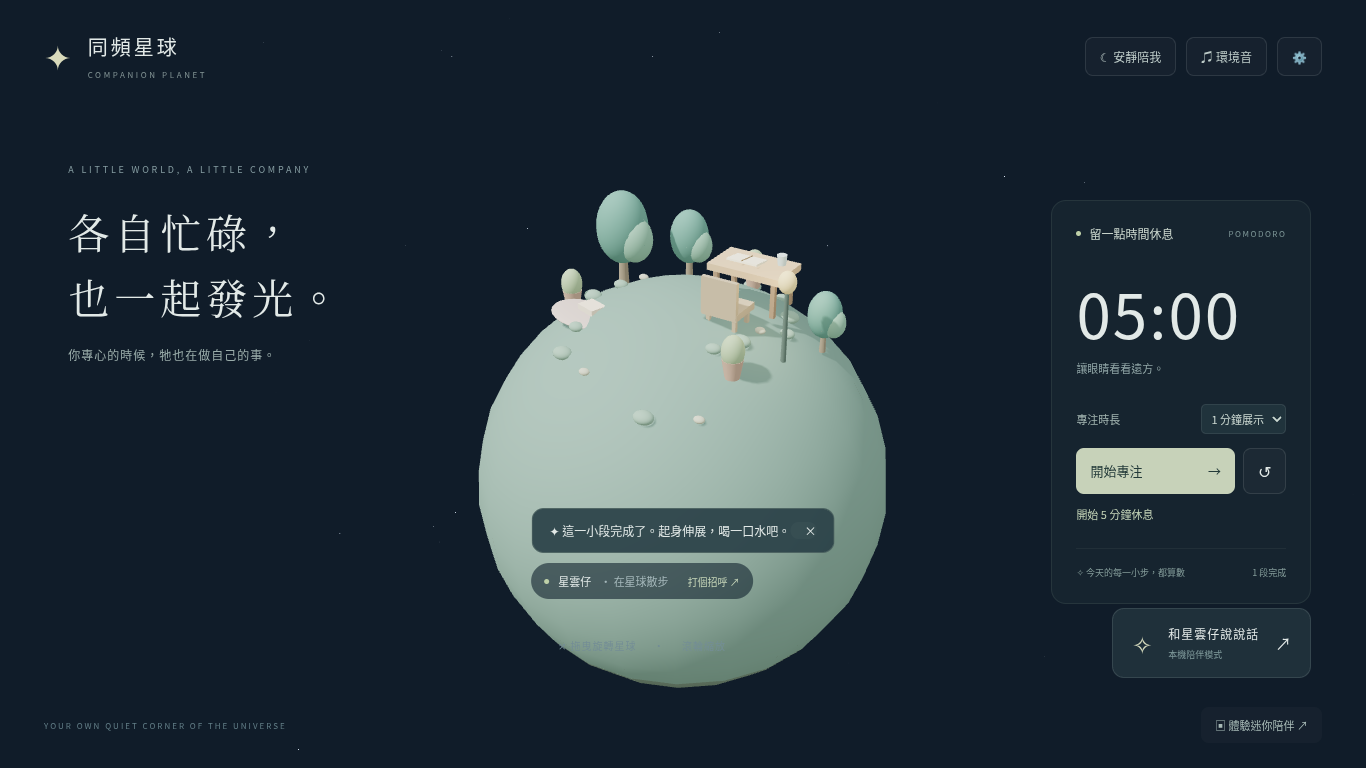 同頻星球
COMPANION PLANET
☾ 安靜陪我
♫ 環境音
A LITTLE WORLD, A LITTLE COMPANY
各自忙碌，
也一起發光。
你專心的時候，牠也在做自己的事。
留一點時間休息
POMODORO
05:00
讓眼睛看看遠方。
專注時長
1 分鐘展示
開始專注 →
↺
開始 5 分鐘休息
✧ 今天的每一小步，都算數
1 段完成
✦ 這一小段完成了。起身伸展，喝一口水吧。 ×
星雲仔 · 在星球散步 打個招呼 ↗
和星雲仔說說話 ↗
本機陪伴模式
YOUR OWN QUIET CORNER OF THE UNIVERSE
▣ 體驗迷你陪伴 ↗